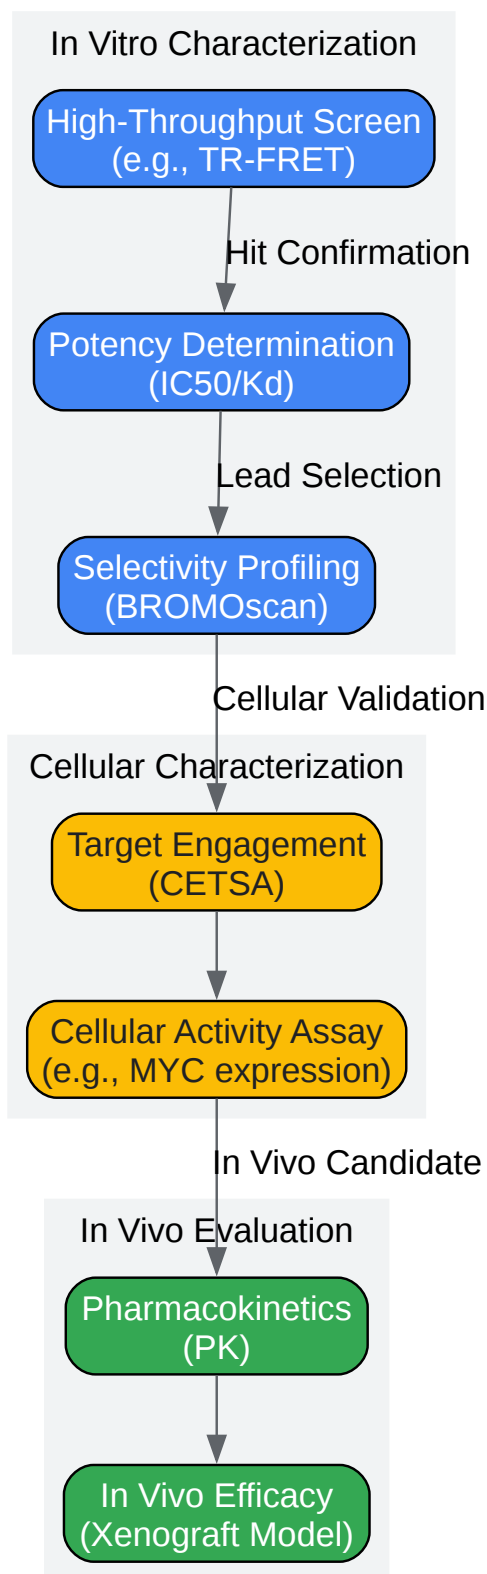 In Vitro Characterization
High-Throughput Screen
(e.g., TR-FRET)
Hit Confirmation
Potency Determination
(IC50/Kd)
Lead Selection
Selectivity Profiling
(BROMOscan)
Cellular Validation
Cellular Characterization
Target Engagement
(CETSA)
Cellular Activity Assay
(e.g., MYC expression)
In Vivo Candidate
In Vivo Evaluation
Pharmacokinetics
(PK)
In Vivo Efficacy
(Xenograft Model)